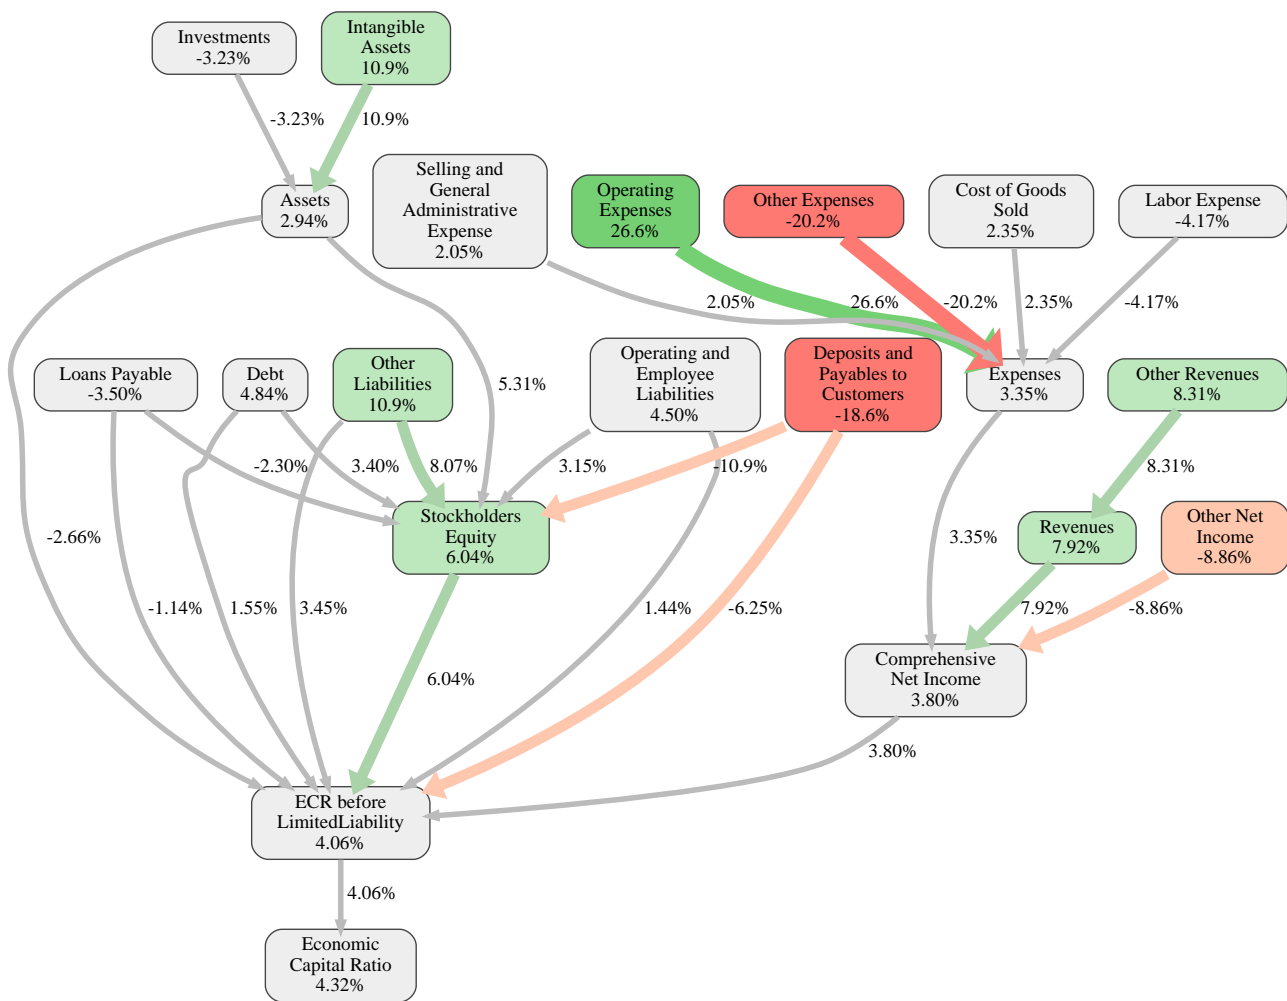 Investments
-3.23%
Intangible
Assets
10.9%
-3.23%
10.9%
Assets
2.94%
Selling and
General
Administrative
Expense
2.05%
Operating
Expenses
26.6%
Other Expenses
-20.2%
Cost of Goods
Sold
2.35%
Labor Expense
-4.17%
2.05%
26.6%
-20.2%
2.35%
-4.17%
Loans Payable
-3.50%
Debt
4.84%
Other
Liabilities
10.9%
5.31%
Operating and
Employee
Liabilities
4.50%
Deposits and
Payables to
Customers
-18.6%
Expenses
3.35%
Other Revenues
8.31%
-2.30%
3.40%
8.07%
3.15%
-10.9%
8.31%
Stockholders
Equity
6.04%
Revenues
7.92%
Other Net
Income
-8.86%
-2.66%
3.35%
-1.14%
1.55%
3.45%
1.44%
-6.25%
7.92%
-8.86%
6.04%
Comprehensive
Net Income
3.80%
3.80%
ECR before
LimitedLiability
4.06%
4.06%
Economic
Capital Ratio
4.32%